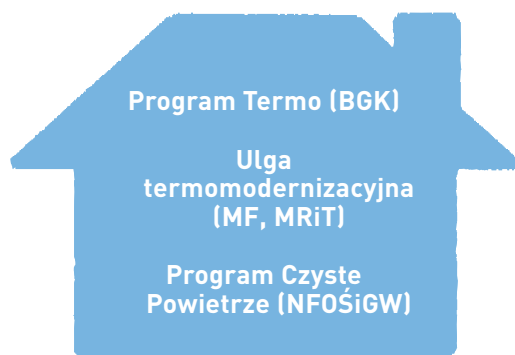 Program Termo (BGK)
Ulga
termomodernizacyjna
(MF, MRiT)
Program Czyste
Powietrze (NFOŚiGW)